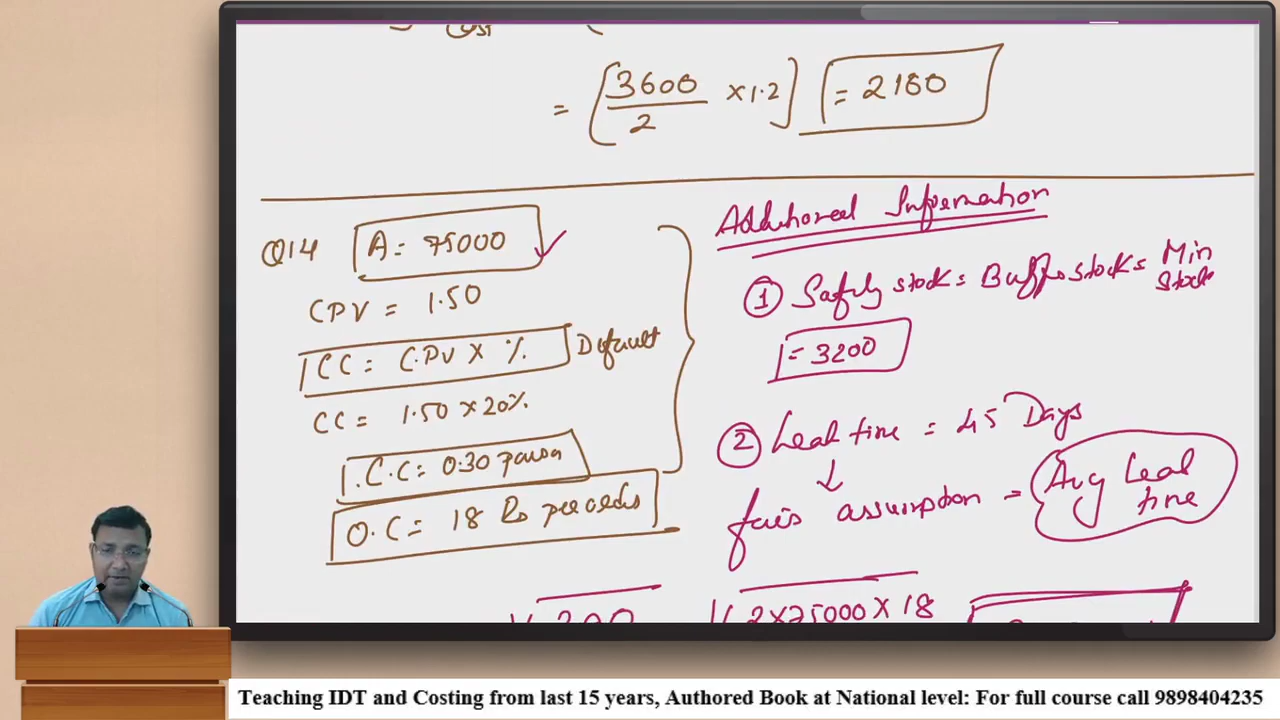 Cost (
= [3600/2 × 1.2] = 2160
Q14 A = 75000
CPV = 1.50
CC = C.PV × % Default
CC = 1.50 × 20%
C.C = 0.30 paisa
O.C = 18 Rs per order
Additional Information
① Safety stock = Buffer stock = Min Stock
= 3200
② Lead time = 45 Days
↓
fair assumption = Avg Lead time
√2×75000×18
Teaching IDT and Costing from last 15 years, Authored Book at National level: For full course call 9898404235